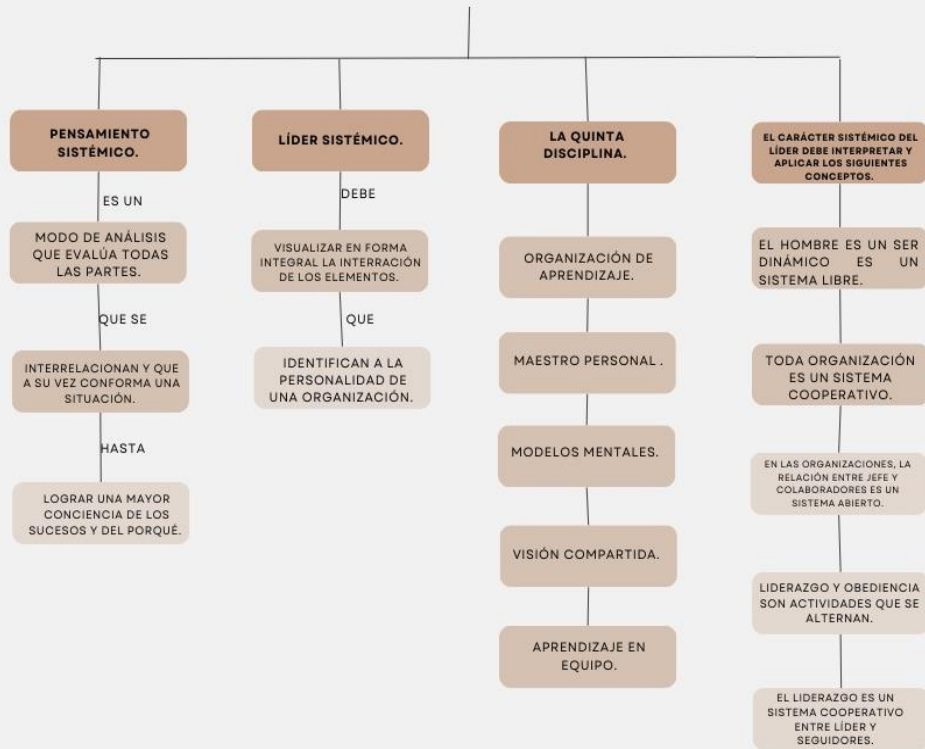 PENSAMIENTO
SISTÉMICO.
ES UN
MODO DE ANÁLISIS
QUE EVALÚA TODAS
LAS PARTES.
QUE SE
INTERRELACIONAN Y QUE
A SU VEZ CONFORMA UNA
SITUACIÓN.
HASTA
LOGRAR UNA MAYOR
CONCIENCIA DE LOS
SUCESOS Y DEL PORQUÉ.
LÍDER SISTÉMICO.
DEBE
VISUALIZAR EN FORMA
INTEGRAL LA INTERRACIÓN
DE LOS ELEMENTOS.
QUE
IDENTIFICAN A LA
PERSONALIDAD DE
UNA ORGANIZACIÓN.
LA QUINTA
DISCIPLINA.
ORGANIZACIÓN DE
APRENDIZAJE.
MAESTRO PERSONAL .
MODELOS MENTALES.
VISIÓN COMPARTIDA.
APRENDIZAJE EN
EQUIPO.
EL CARÁCTER SISTÉMICO DEL
LÍDER DEBE INTERPRETAR Y
APLICAR LOS SIGUIENTES
CONCEPTOS.
EL HOMBRE ES UN SER
DINÁMICO ES UN
SISTEMA LIBRE.
TODA ORGANIZACIÓN
ES UN SISTEMA
COOPERATIVO.
EN LAS ORGANIZACIONES, LA
RELACIÓN ENTRE JEFE Y
COLABORADORES ES UN
SISTEMA ABIERTO.
LIDERAZGO Y OBEDIENCIA
SON ACTIVIDADES QUE SE
ALTERNAN.
EL LIDERAZGO ES UN
SISTEMA COOPERATIVO
ENTRE LÍDER Y
SEGUIDORES.